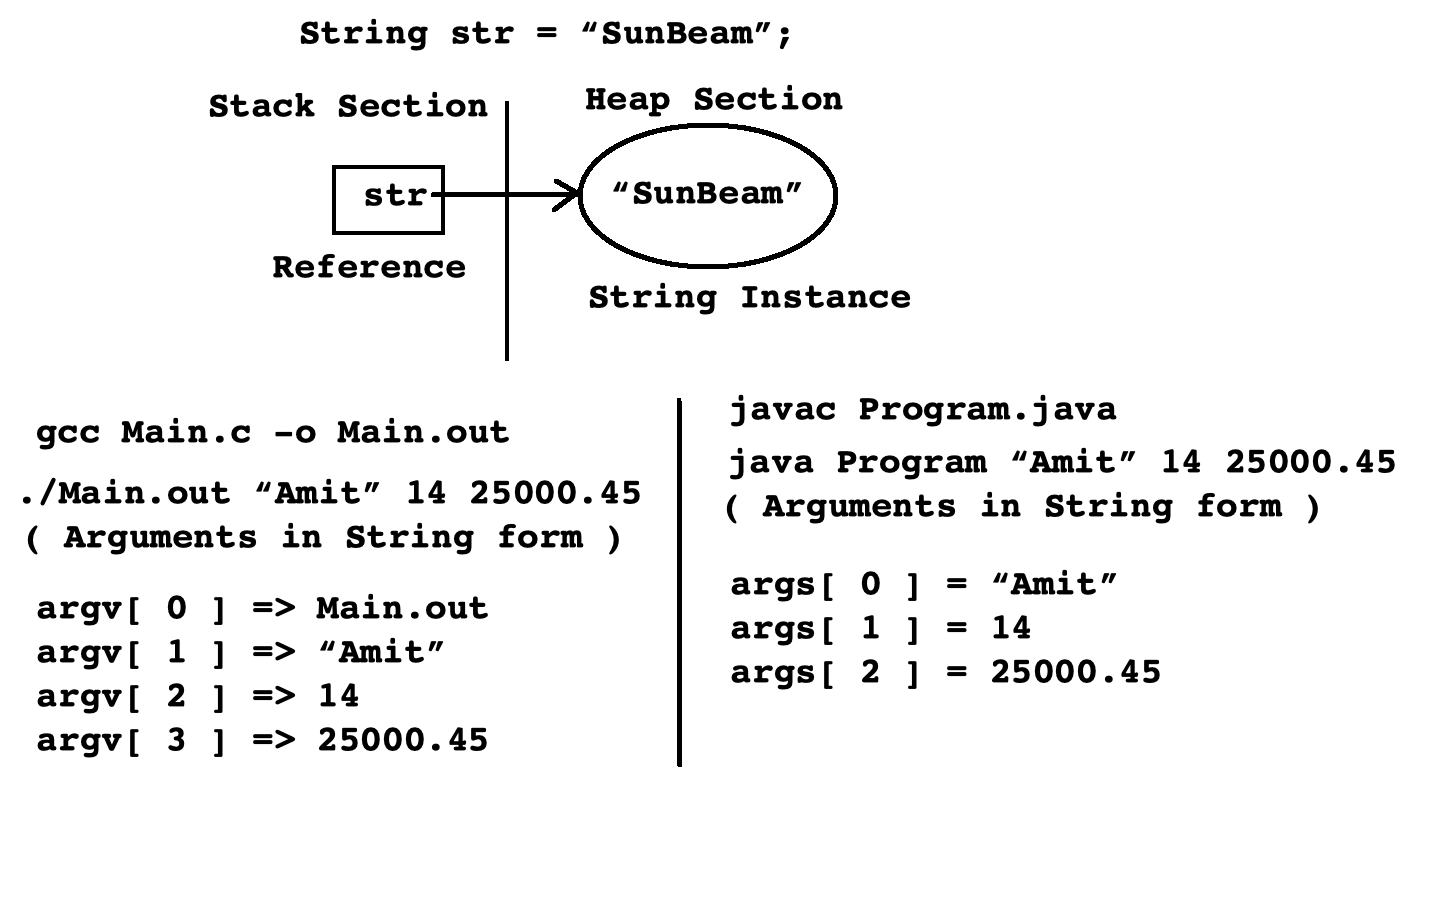 String str = “SunBeam”;
Stack Section
Heap Section
str
“SunBeam”
Reference
String Instance
gcc Main.c -o Main.out
./Main.out “Amit” 14 25000.45
( Arguments in String form )
argv[ 0 ] => Main.out
argv[ 1 ] => “Amit”
argv[ 2 ] => 14
argv[ 3 ] => 25000.45
javac Program.java
java Program “Amit” 14 25000.45
( Arguments in String form )
args[ 0 ] = “Amit”
args[ 1 ] = 14
args[ 2 ] = 25000.45